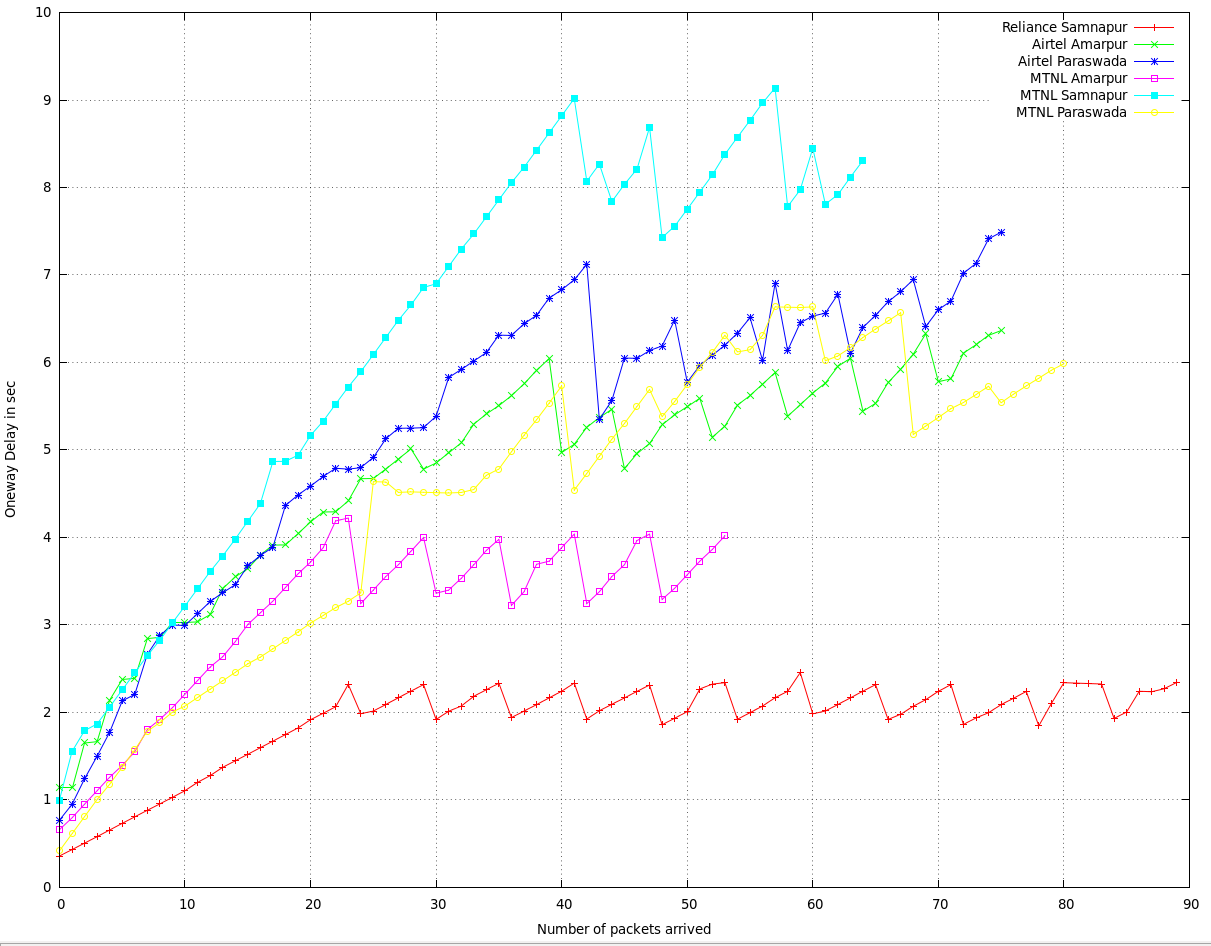 10
9
8
7
6
5
4
3
2
1
0
Oneway Delay in sec
Reliance Samnapur
Airtel Amarpur
Airtel Paraswada
MTNL Amarpur
MTNL Samnapur
MTNL Paraswada
0 10 20 30 40 50 60 70 80 90
Number of packets arrived